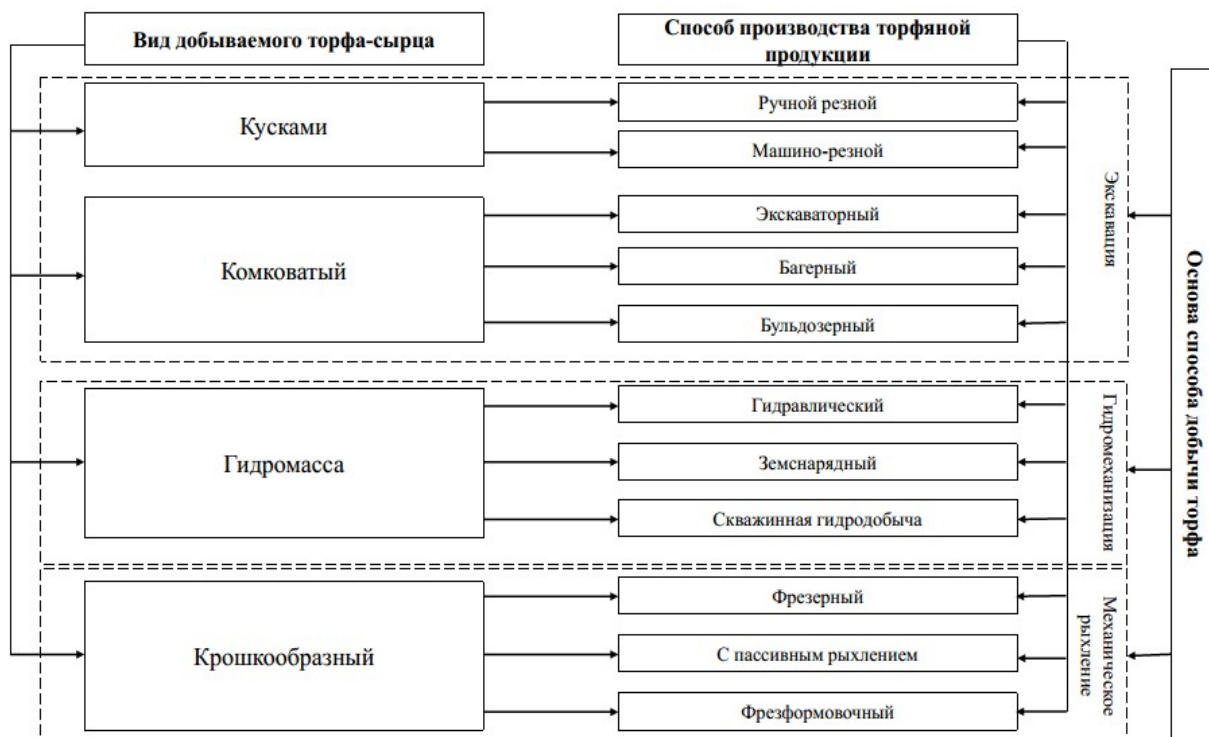 Вид добываемого торфа-сырца
Способ производства торфяной
продукции
Кусками
Ручной резной
Машино-резной
Комковатый
Экскаваторный
Багерный
Бульдозерный
Экскавация
Гидромасса
Гидравлический
Земснарядный
Скважинная гидродобыча
Гидромеханизация
Крошкообразный
Фрезерный
С пассивным рыхлением
Фрезформовочный
Механическое
рыхление
Основа способа добычи торфа